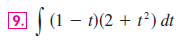 9. ∫ (1 − t)(2 + t²) dt